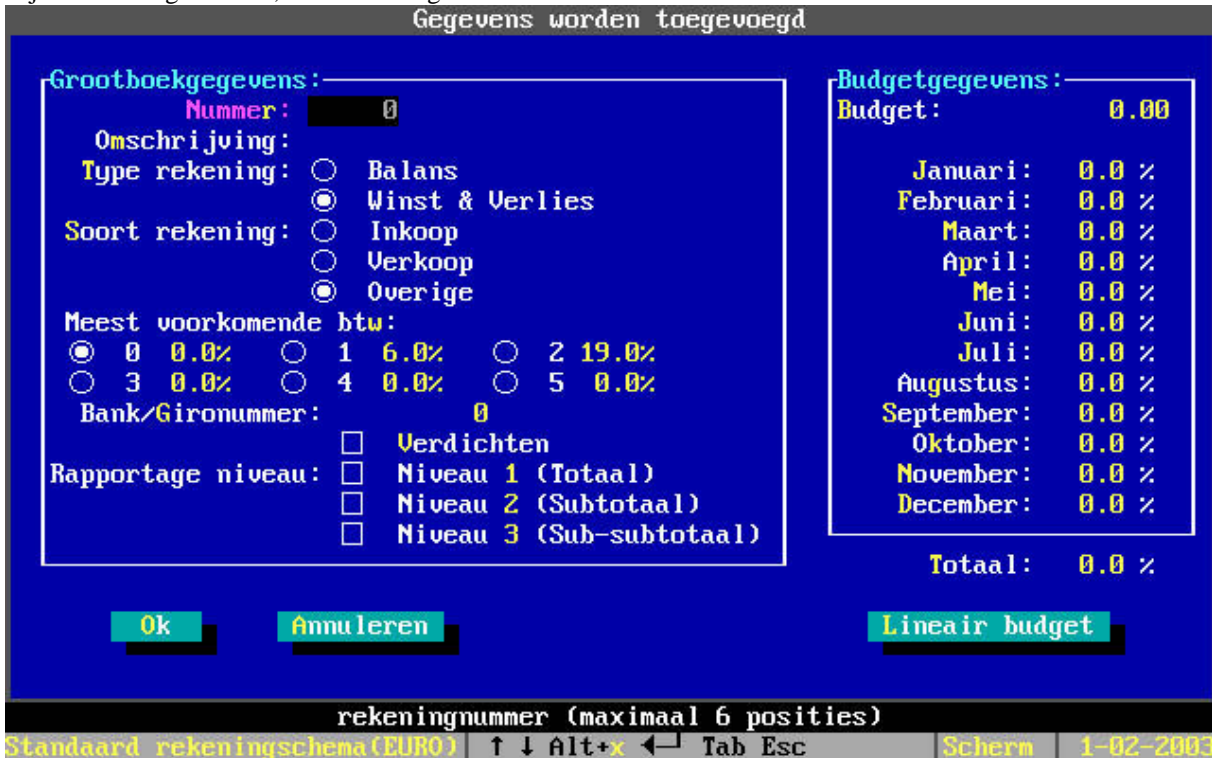 Gegevens worden toegevoegd
Grootboekgegevens:
Nummer: 0
Omschrijving:
Type rekening: Balans
Winst & Verlies
Soort rekening: Inkoop
Verkoop
Overige
Meest voorkomende btw:
0 0.0% 1 6.0% 2 19.0%
3 0.0% 4 0.0% 5 0.0%
Bank/Gironummer: 0
Verdichten
Rapportage niveau: Niveau 1 (Totaal)
Niveau 2 (Subtotaal)
Niveau 3 (Sub-subtotaal)
Budgetgegevens:
Budget: 0.00
Januari: 0.0 %
Februari: 0.0 %
Maart: 0.0 %
April: 0.0 %
Mei: 0.0 %
Juni: 0.0 %
Juli: 0.0 %
Augustus: 0.0 %
September: 0.0 %
Oktober: 0.0 %
November: 0.0 %
December: 0.0 %
Totaal: 0.0 %
Ok Annuleren Lineair budget
rekeningnummer (maximaal 6 posities)
Standaard rekeningschema(EURO) ↑ ↓ Alt+x ◄┘ Tab Esc Scherm 1-02-2003